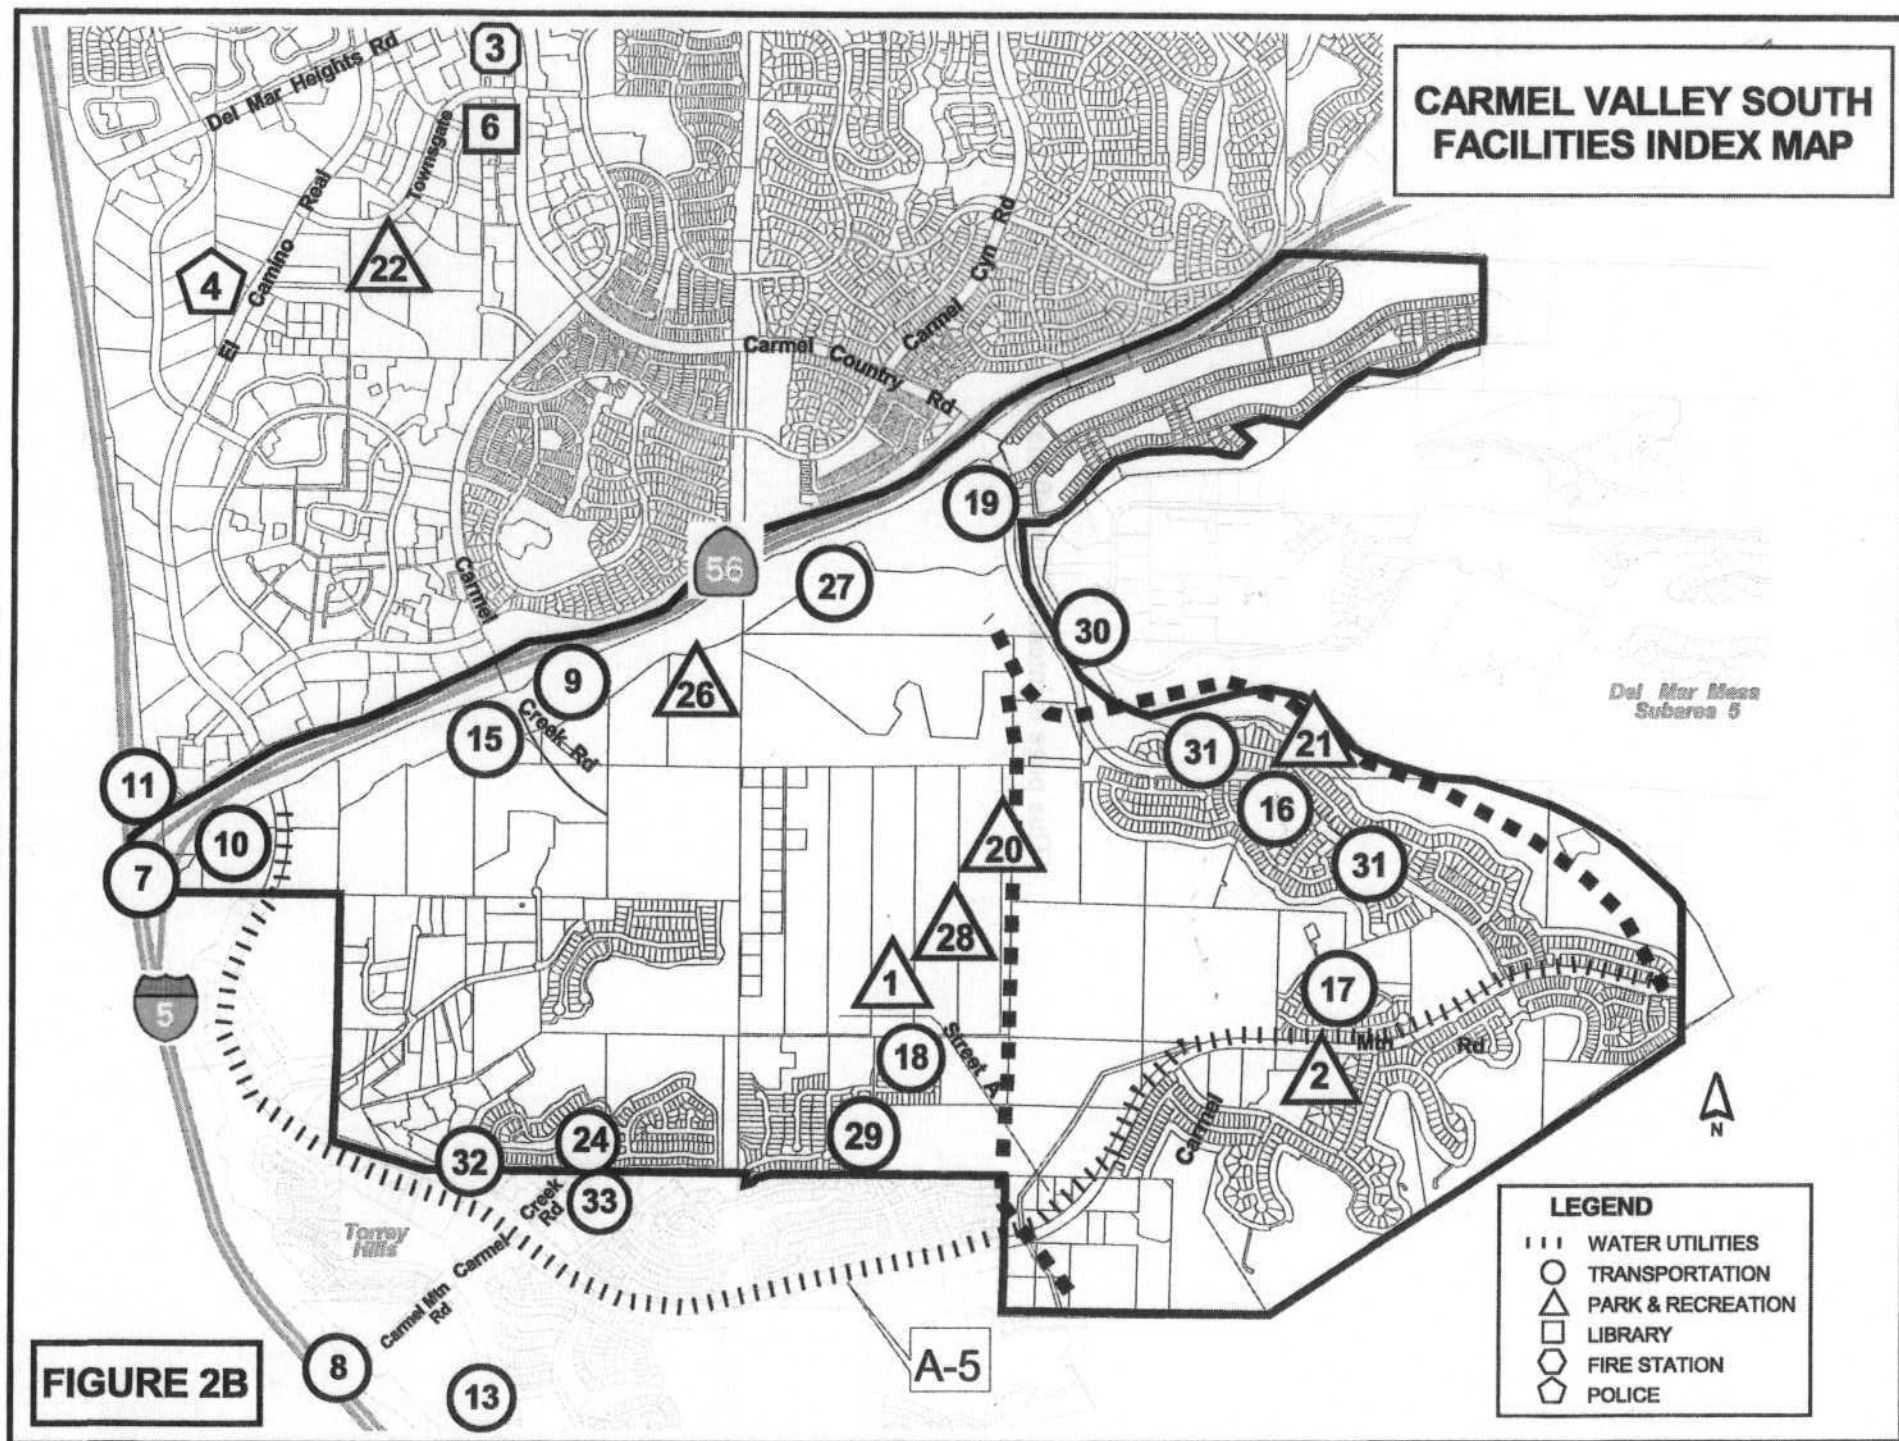 CARMEL VALLEY SOUTH
FACILITIES INDEX MAP
3
Del Mar Heights Rd
6
Townsgate
El Camino Real
4
22
Carmel Cyn Rd
Carmel Country Rd
19
56
27
Carmel
Creek Rd
30
9
26
15
Del Mar Mesa
Subarea 5
31
21
11
16
10
20
31
7
28
1
17
5
Street A
18
Carmel
Mtn
Rd
2
N
24
29
32
33
Creek
Rd
Torrey
Hills
Carmel
Carmel Mtn
Rd
8
13
A-5
FIGURE 2B
LEGEND
WATER UTILITIES
TRANSPORTATION
PARK & RECREATION
LIBRARY
FIRE STATION
POLICE